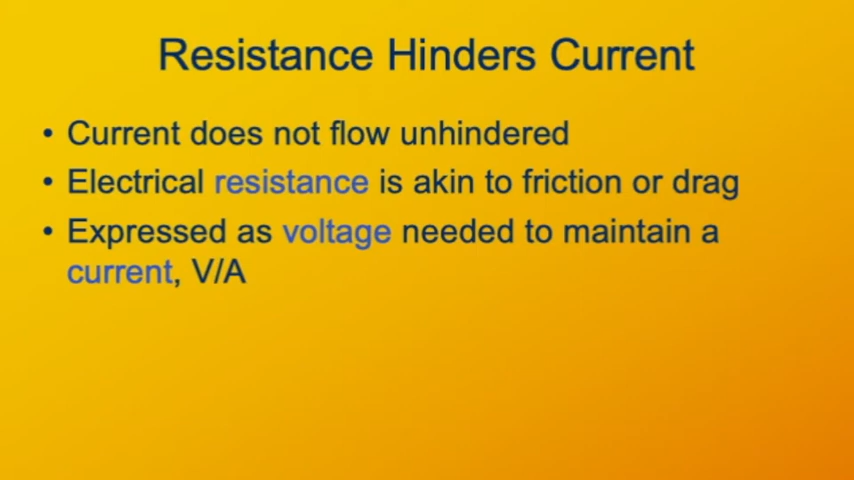 Resistance Hinders Current
• Current does not flow unhindered
• Electrical resistance is akin to friction or drag
• Expressed as voltage needed to maintain a
current, V/A